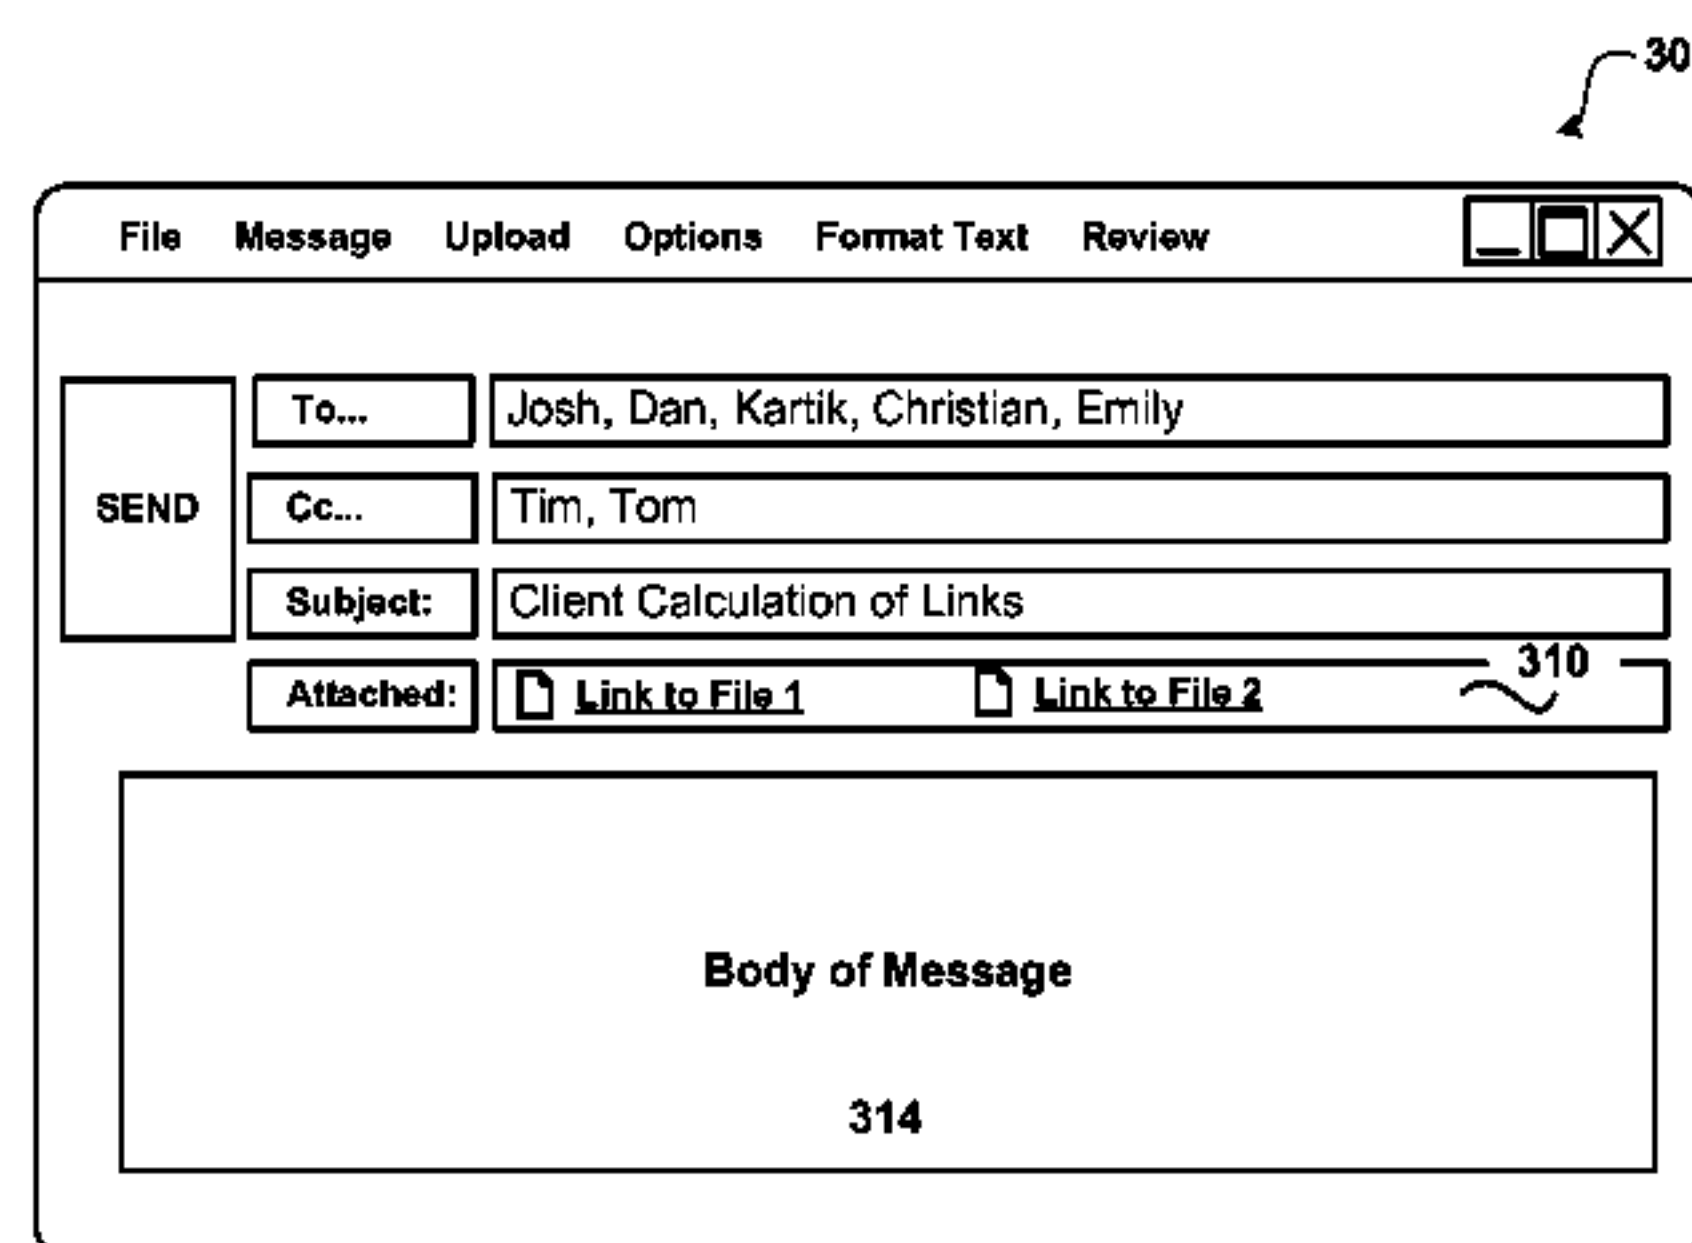 30
File Message Upload Options Format Text Review
To... Josh, Dan, Kartik, Christian, Emily
SEND Cc... Tim, Tom
Subject: Client Calculation of Links
310
Attached: Link to File 1 Link to File 2
Body of Message
314